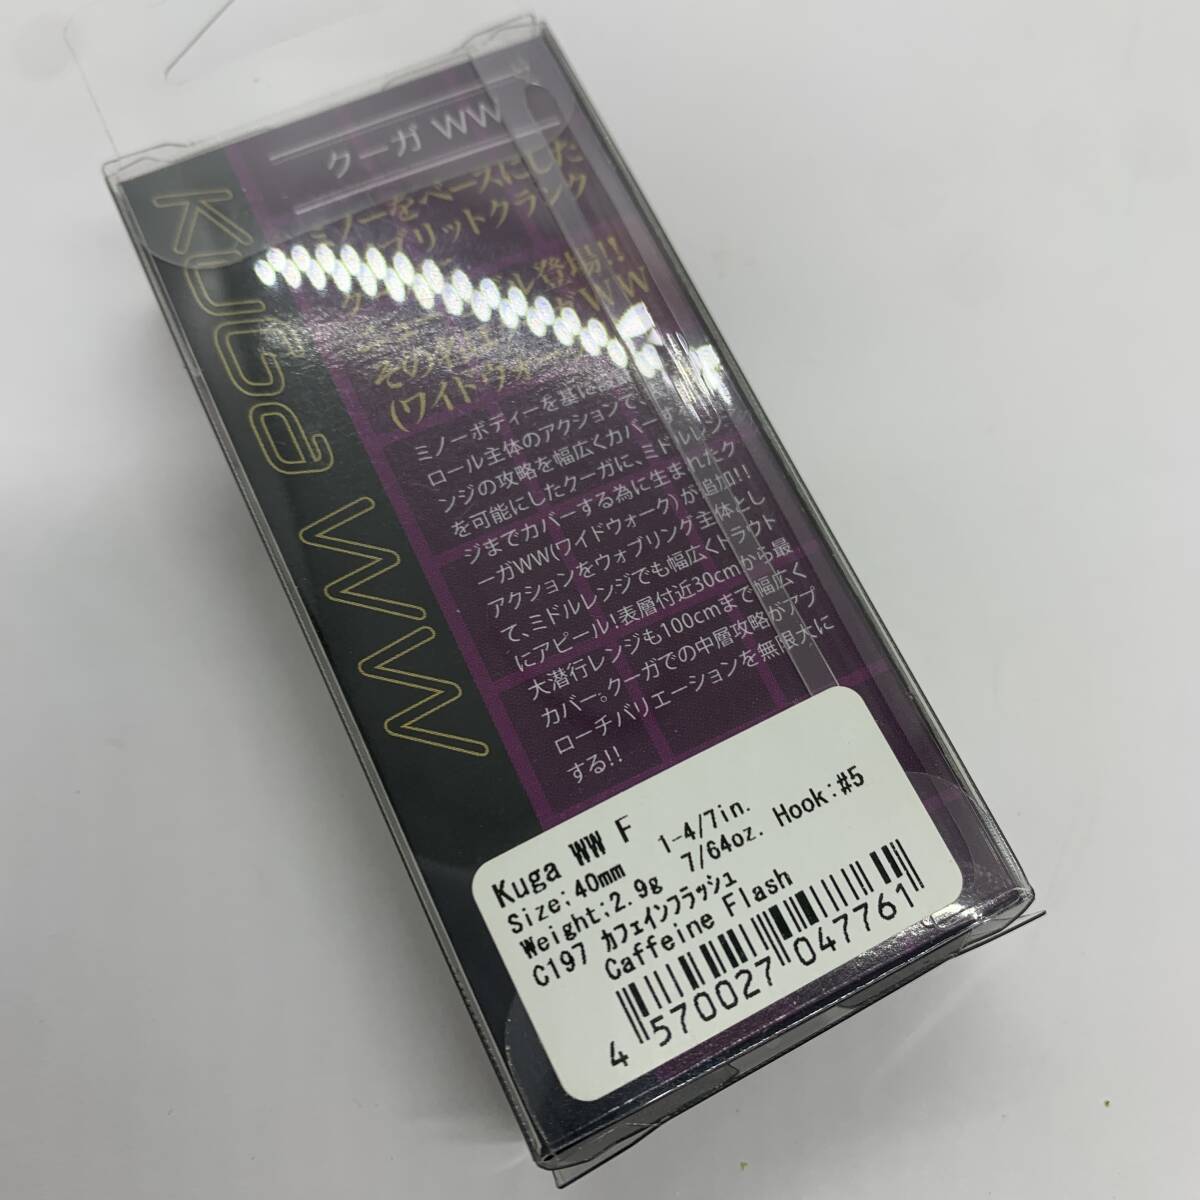 クーガ WW
Kuga WW
ミノーをベースにした
ブリットクランク
登場!!
WW
その
(ワイドウォー
ミノーボディーを基に
ロール主体のアクションで
ンジの攻略を幅広くカバーす
を可能にしたクーガに、ミドルレン
ジまでカバーする為に生まれたク
ーガWW(ワイドウォーク)が追加!!
アクションをウォブリング主体とし
て、ミドルレンジでも幅広くトラウト
にアピール!表層付近30cmから最
大潜行レンジも100cmまで幅広く
カバー。クーガでの中層攻略がアプ
ローチバリエーションを無限大に
する!!
Kuga WW F
Size:40mm 1-4/7in.
Weight:2.9g 7/64oz. Hook:#5
C197 カフェインフラッシュ
Caffeine Flash
4 570027 047761